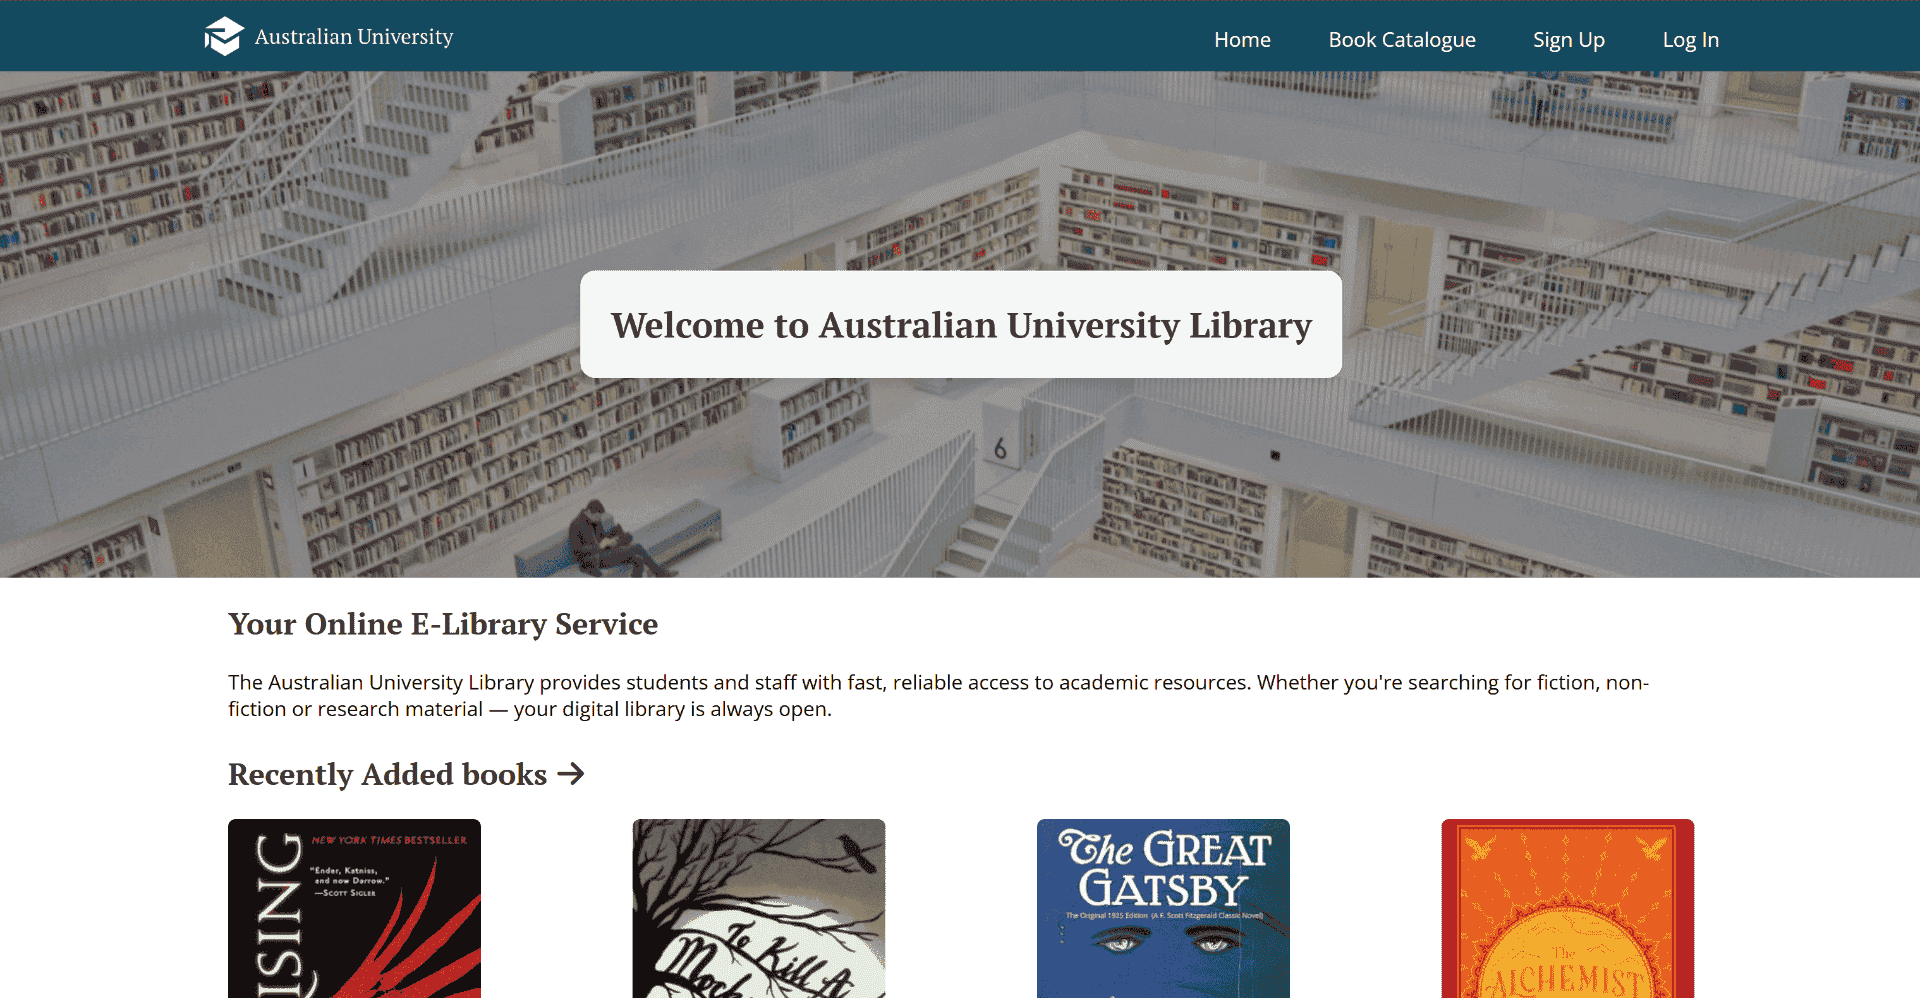 Australian University
Home
Book Catalogue
Sign Up
Log In
Welcome to Australian University Library
6
Your Online E-Library Service
The Australian University Library provides students and staff with fast, reliable access to academic resources. Whether you're searching for fiction, non-
fiction or research material — your digital library is always open.
Recently Added books
NEW YORK TIMES BESTSELLER
"Ender, Katniss,
and now Darrow."
—SCOTT SIGLER
ISING
To Kill A
Mock
The GREAT
GATSBY
The Original 1925 Edition (A F. Scott Fitzgerald Classic Novel)
The
ALCHEMIST